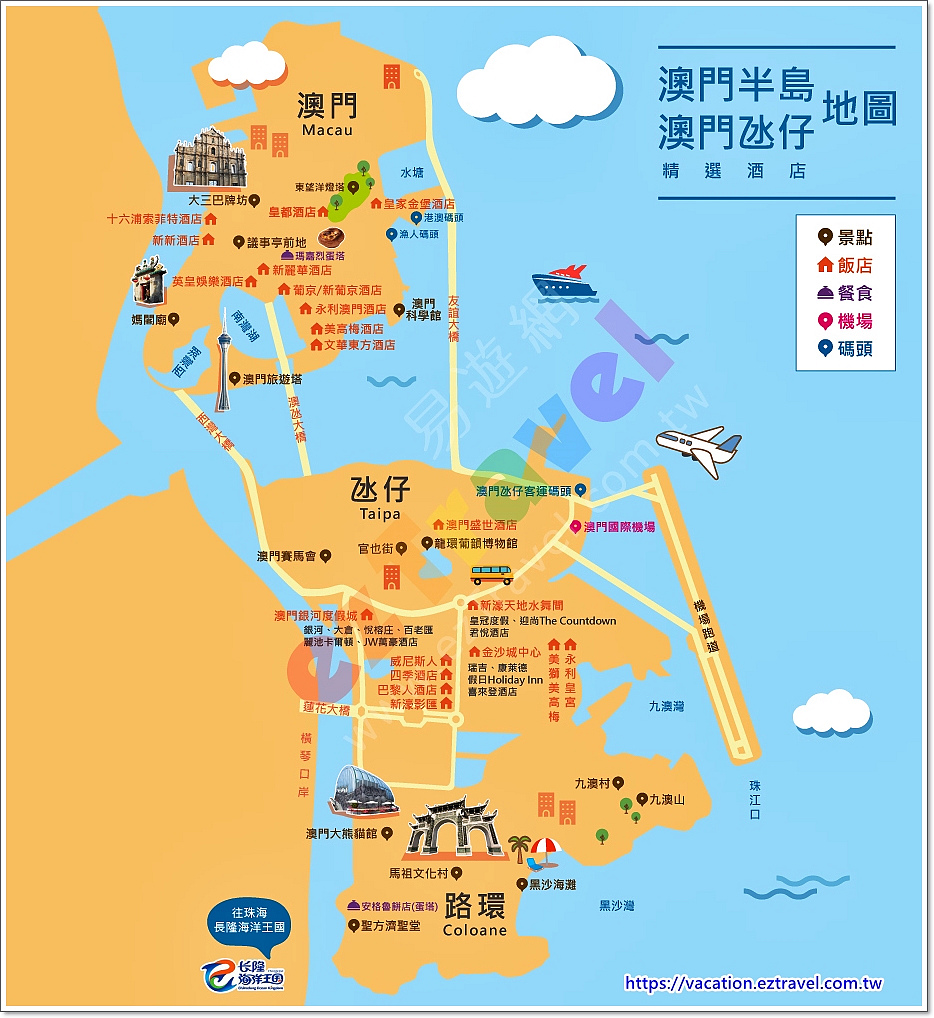 澳門半島
澳門氹仔
地圖
精選酒店
景點
飯店
餐食
機場
碼頭
澳門
Macau
水塘
東望洋燈塔
大三巴牌坊
皇都酒店
皇家金堡酒店
十六浦索菲特酒店
港澳碼頭
新新酒店
議事亭前地
漁人碼頭
瑪嘉烈蛋塔
新麗華酒店
英皇娛樂酒店
葡京/新葡京酒店
永利澳門酒店
澳門
科學館
媽閣廟
南灣湖
美高梅酒店
文華東方酒店
友誼大橋
西灣湖
澳門旅遊塔
澳氹大橋
西灣大橋
易遊網
eztravel
www.eztravel.com.tw
氹仔
Taipa
澳門氹仔客運碼頭
澳門盛世酒店
澳門國際機場
官也街
龍環葡韻博物館
澳門賽馬會
機場跑道
澳門銀河度假城
銀河、大倉、悅榕庄、百老匯
麗池卡爾頓、JW萬豪酒店
新濠天地水舞間
皇冠度假、迎尚The Countdown
君悅酒店
威尼斯人
四季酒店
巴黎人酒店
新濠影匯
金沙城中心
瑞吉、康萊德
假日Holiday Inn
喜來登酒店
美獅美高梅
永利皇宮
蓮花大橋
九澳灣
橫琴口岸
珠江口
九澳村
九澳山
澳門大熊貓館
馬祖文化村
黑沙海灘
安格魯餅店(蛋塔)
路環
Coloane
黑沙灣
聖方濟聖堂
往珠海
長隆海洋王國
长隆
海洋王国
Chimelong Ocean Kingdom
https://vacation.eztravel.com.tw